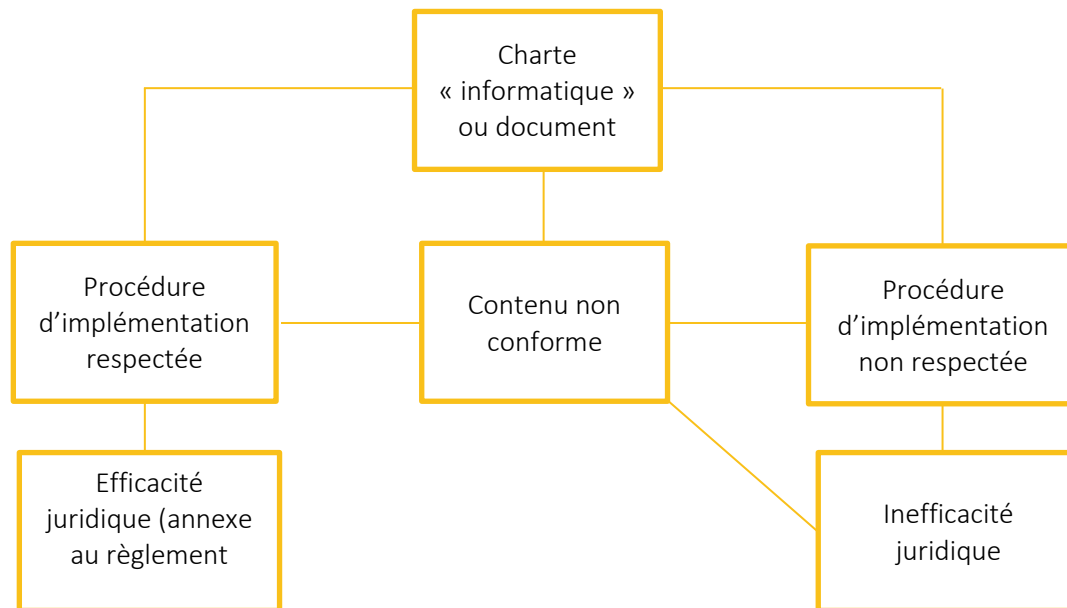 Charte
« informatique »
ou document
Procédure
d’implémentation
respectée
Contenu non
conforme
Procédure
d’implémentation
non respectée
Efficacité
juridique (annexe
au règlement
Inefficacité
juridique